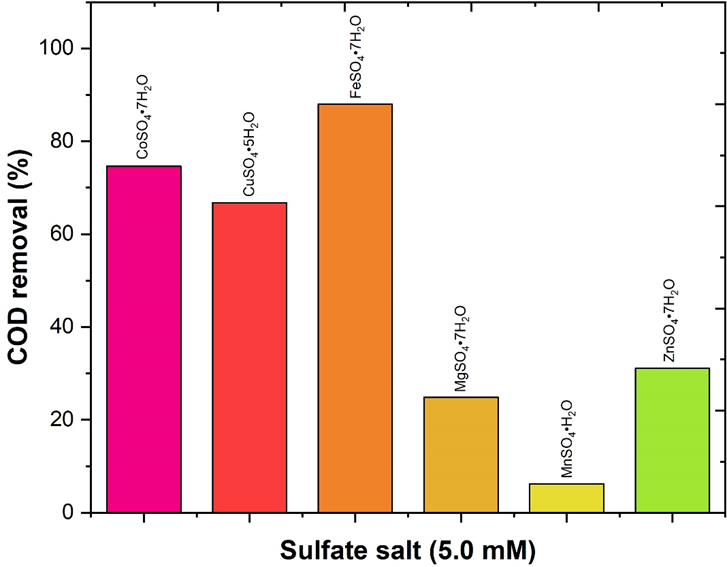 COD removal (%)
100
80
60
40
20
0
CoSO₄•7H₂O
CuSO₄•5H₂O
FeSO₄•7H₂O
MgSO₄•7H₂O
MnSO₄•H₂O
ZnSO₄•7H₂O
Sulfate salt (5.0 mM)